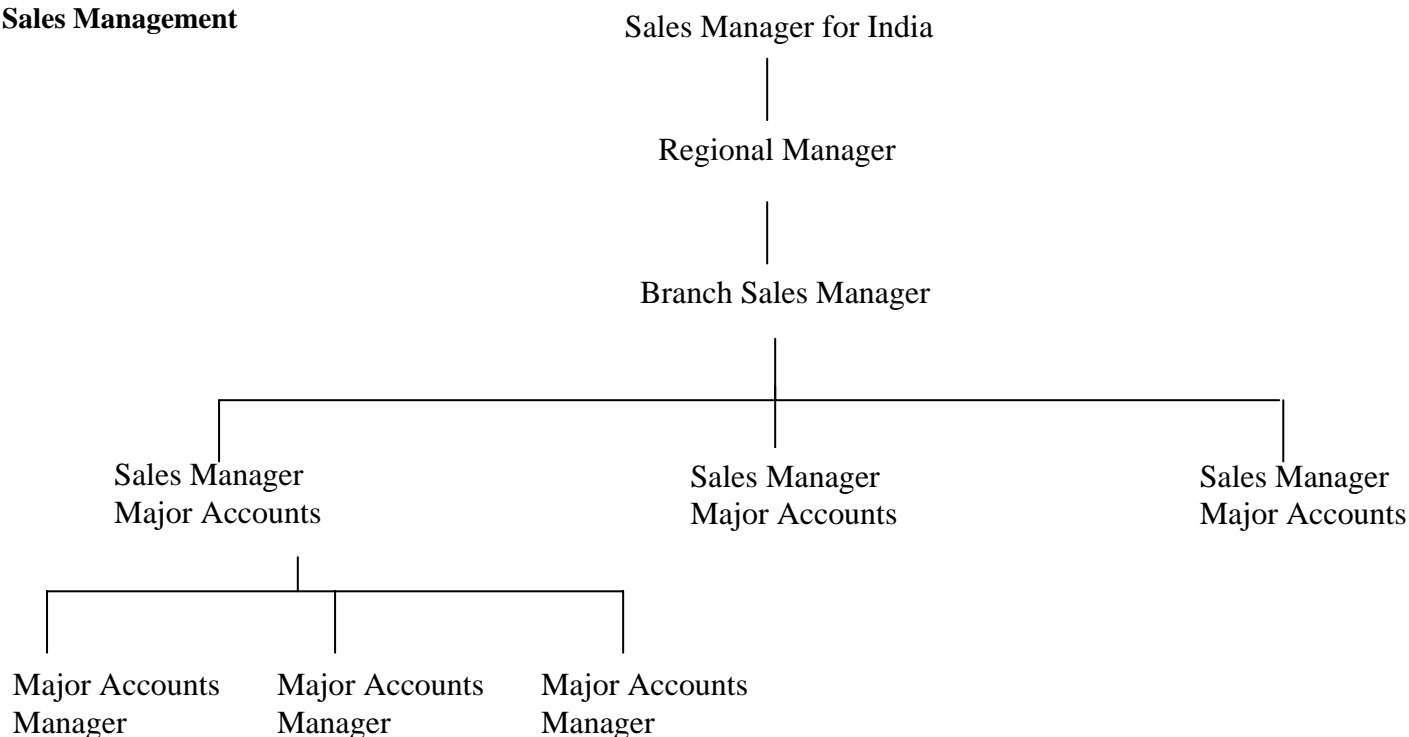 Sales Management
Sales Manager for India
Regional Manager
Branch Sales Manager
Sales Manager
Major Accounts
Sales Manager
Major Accounts
Sales Manager
Major Accounts
Major Accounts
Manager
Major Accounts
Manager
Major Accounts
Manager